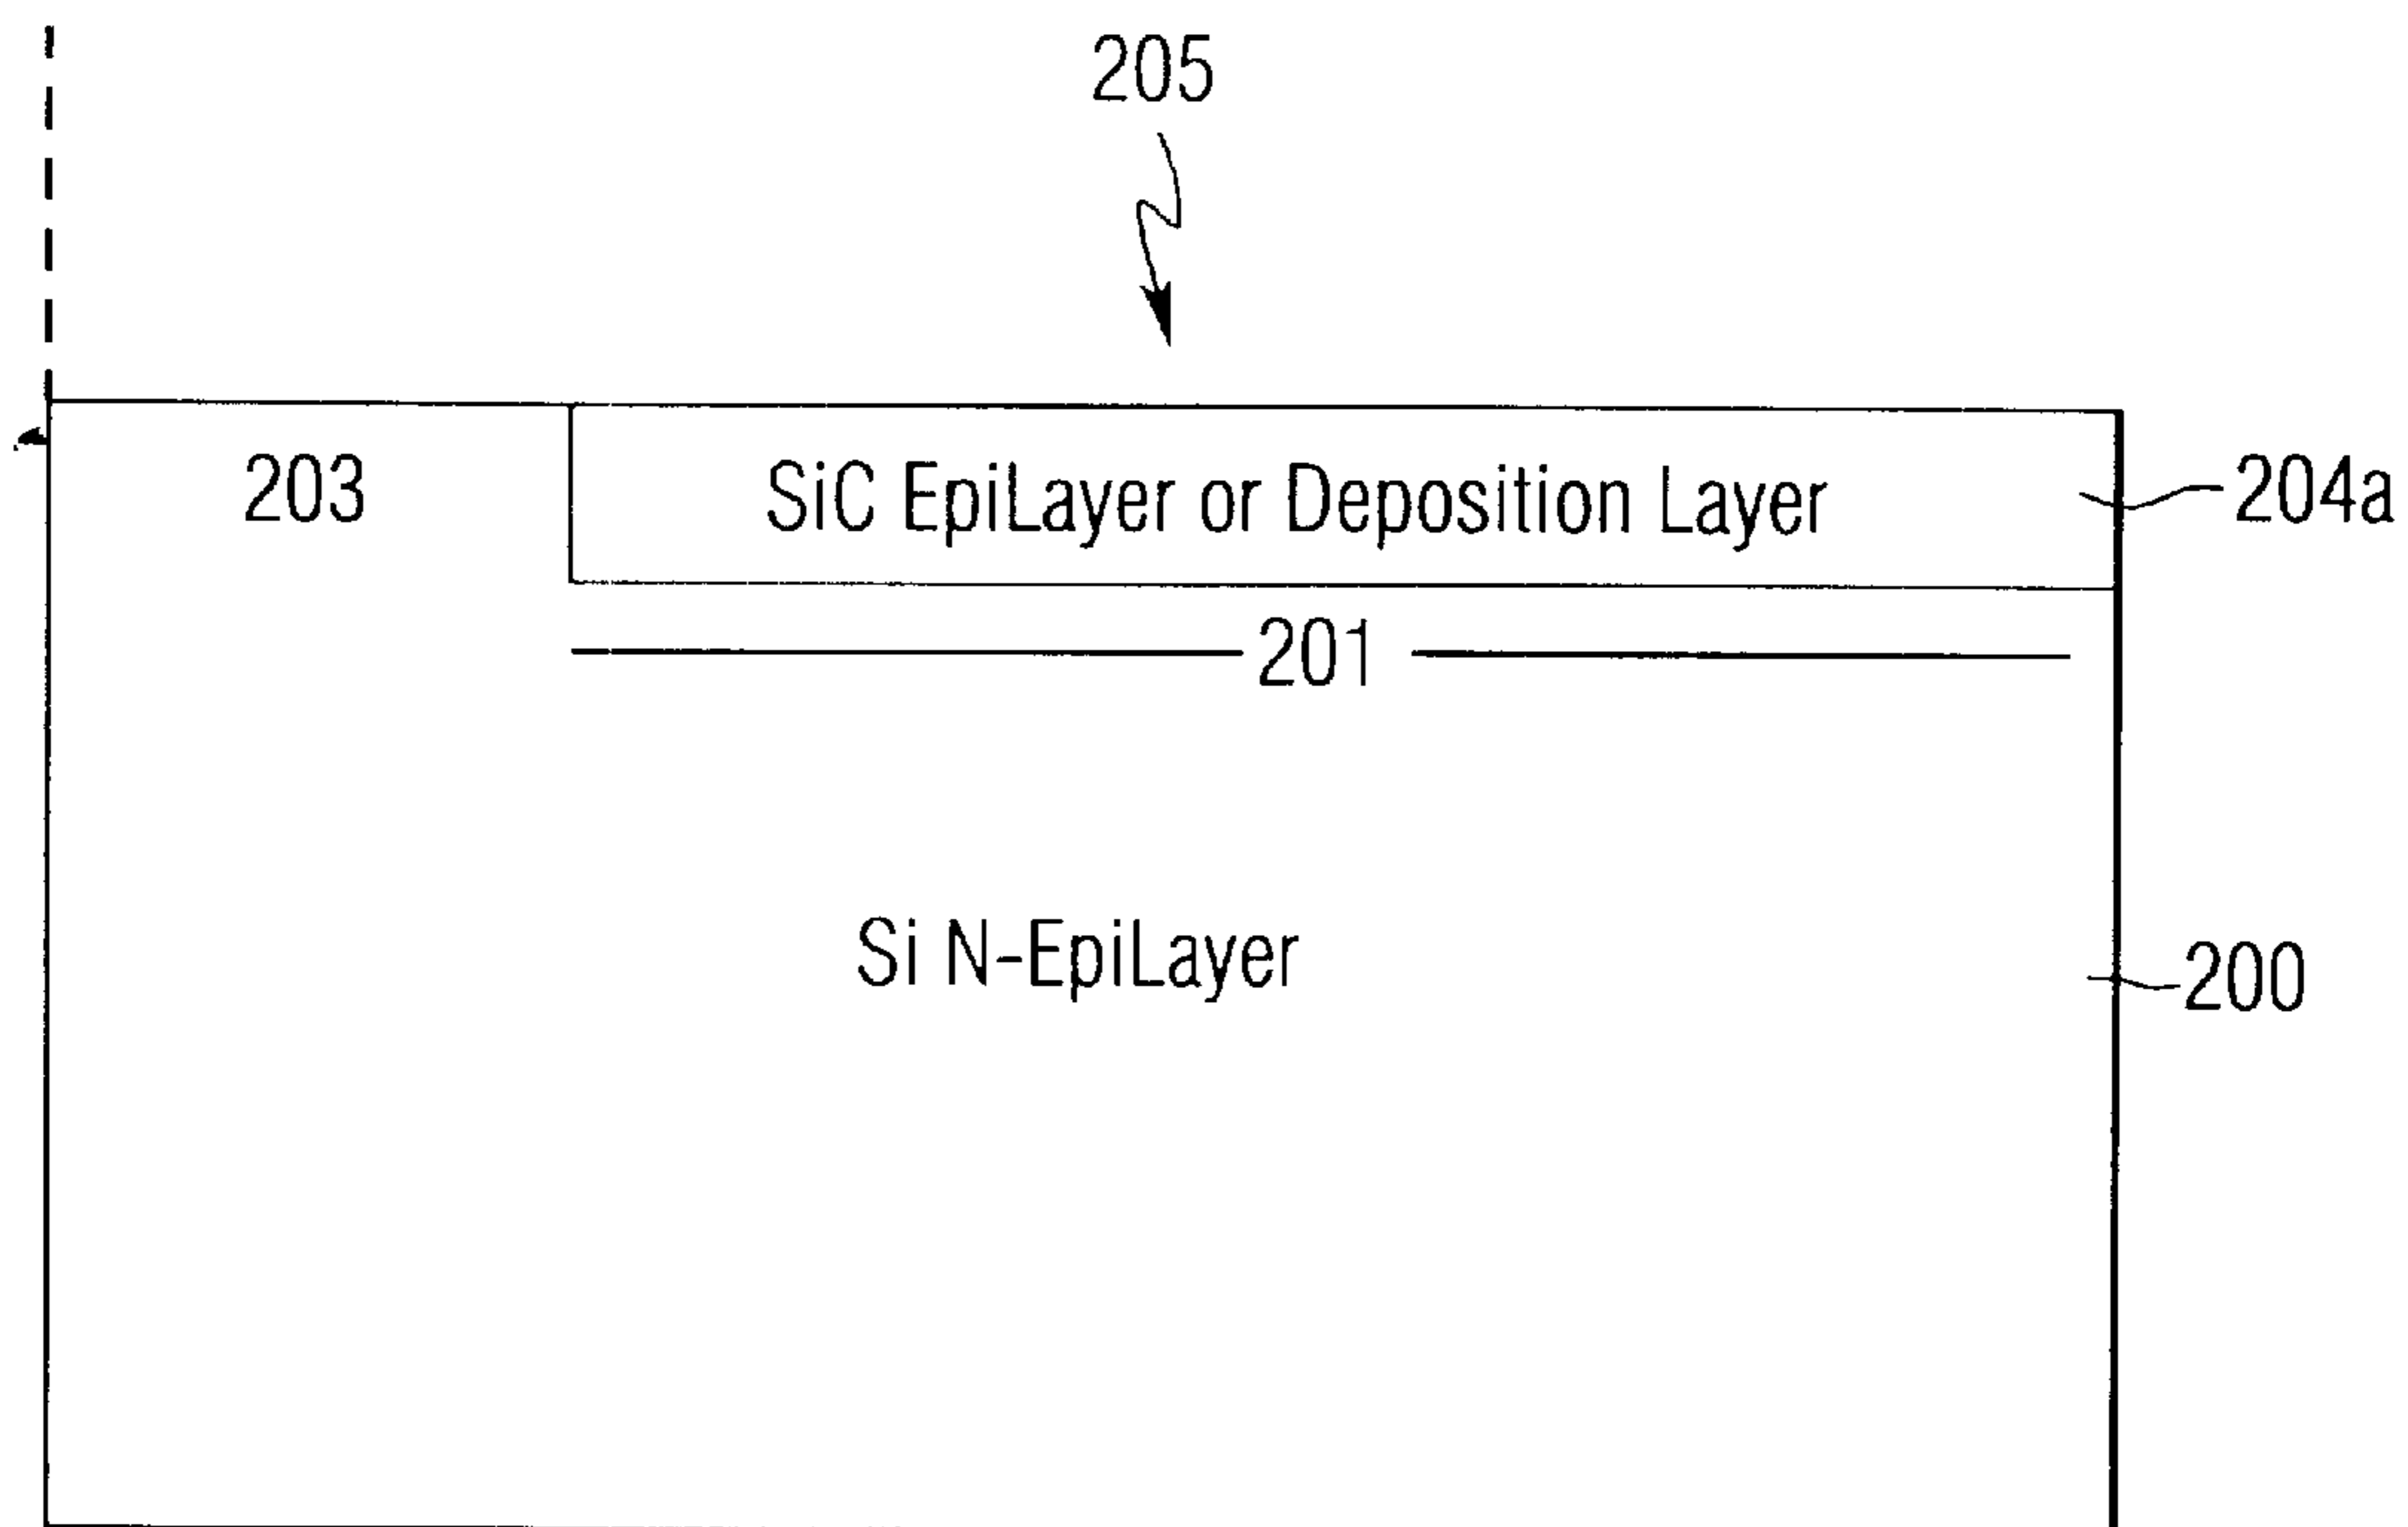 205
203
SiC EpiLayer or Deposition Layer
204a
201
Si N-EpiLayer
200